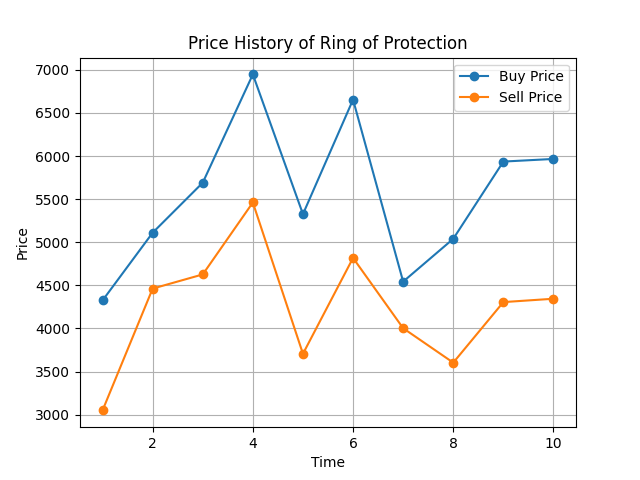 Price History of Ring of Protection
Buy Price
Sell Price
Price
7000
6500
6000
5500
5000
4500
4000
3500
3000
2 4 6 8 10
Time